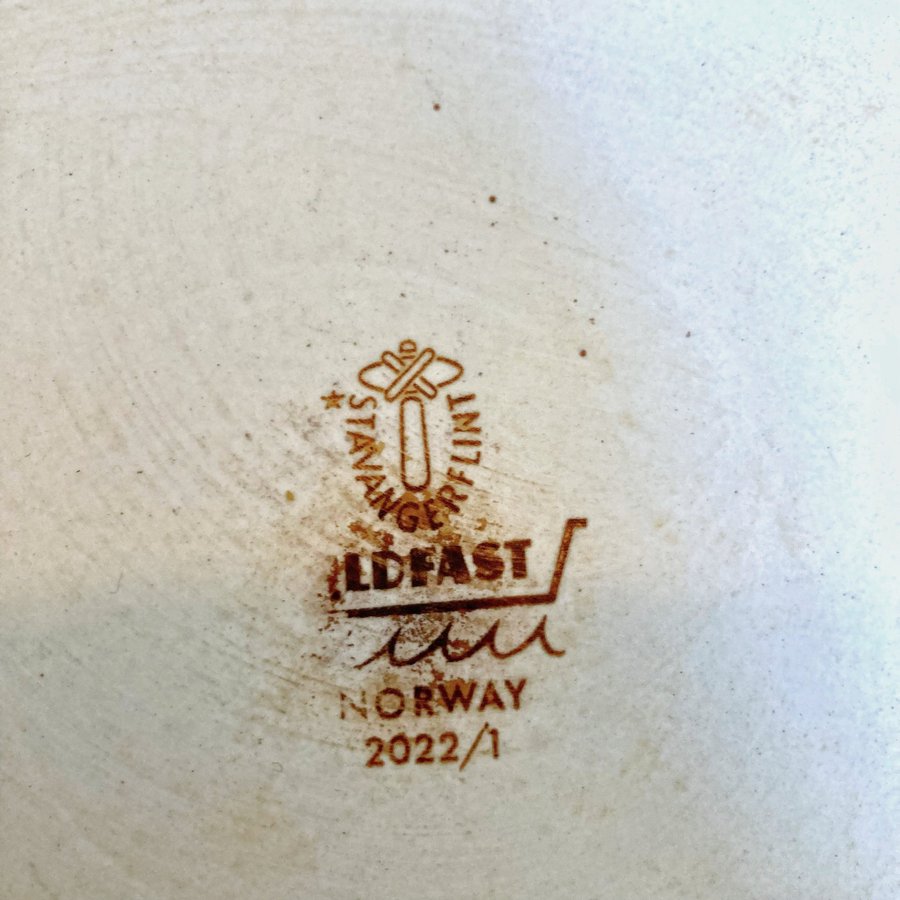 STAVANGERFLINT
LDFAST
NORWAY
2022/1